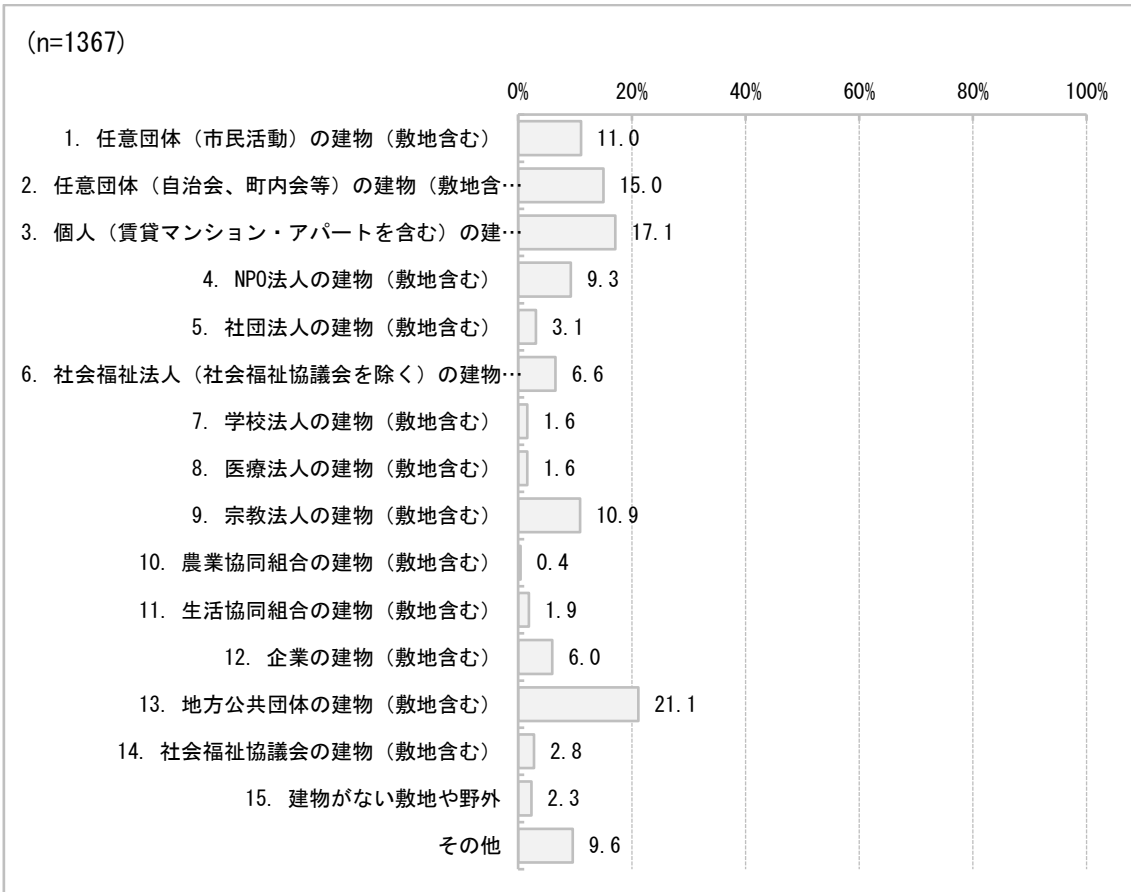 (n=1367)
0% 20% 40% 60% 80% 100%
1. 任意団体（市民活動）の建物（敷地含む） 11.0
2. 任意団体（自治会、町内会等）の建物（敷地含… 15.0
3. 個人（賃貸マンション・アパートを含む）の建… 17.1
4. NPO法人の建物（敷地含む） 9.3
5. 社団法人の建物（敷地含む） 3.1
6. 社会福祉法人（社会福祉協議会を除く）の建物… 6.6
7. 学校法人の建物（敷地含む） 1.6
8. 医療法人の建物（敷地含む） 1.6
9. 宗教法人の建物（敷地含む） 10.9
10. 農業協同組合の建物（敷地含む） 0.4
11. 生活協同組合の建物（敷地含む） 1.9
12. 企業の建物（敷地含む） 6.0
13. 地方公共団体の建物（敷地含む） 21.1
14. 社会福祉協議会の建物（敷地含む） 2.8
15. 建物がない敷地や野外 2.3
その他 9.6